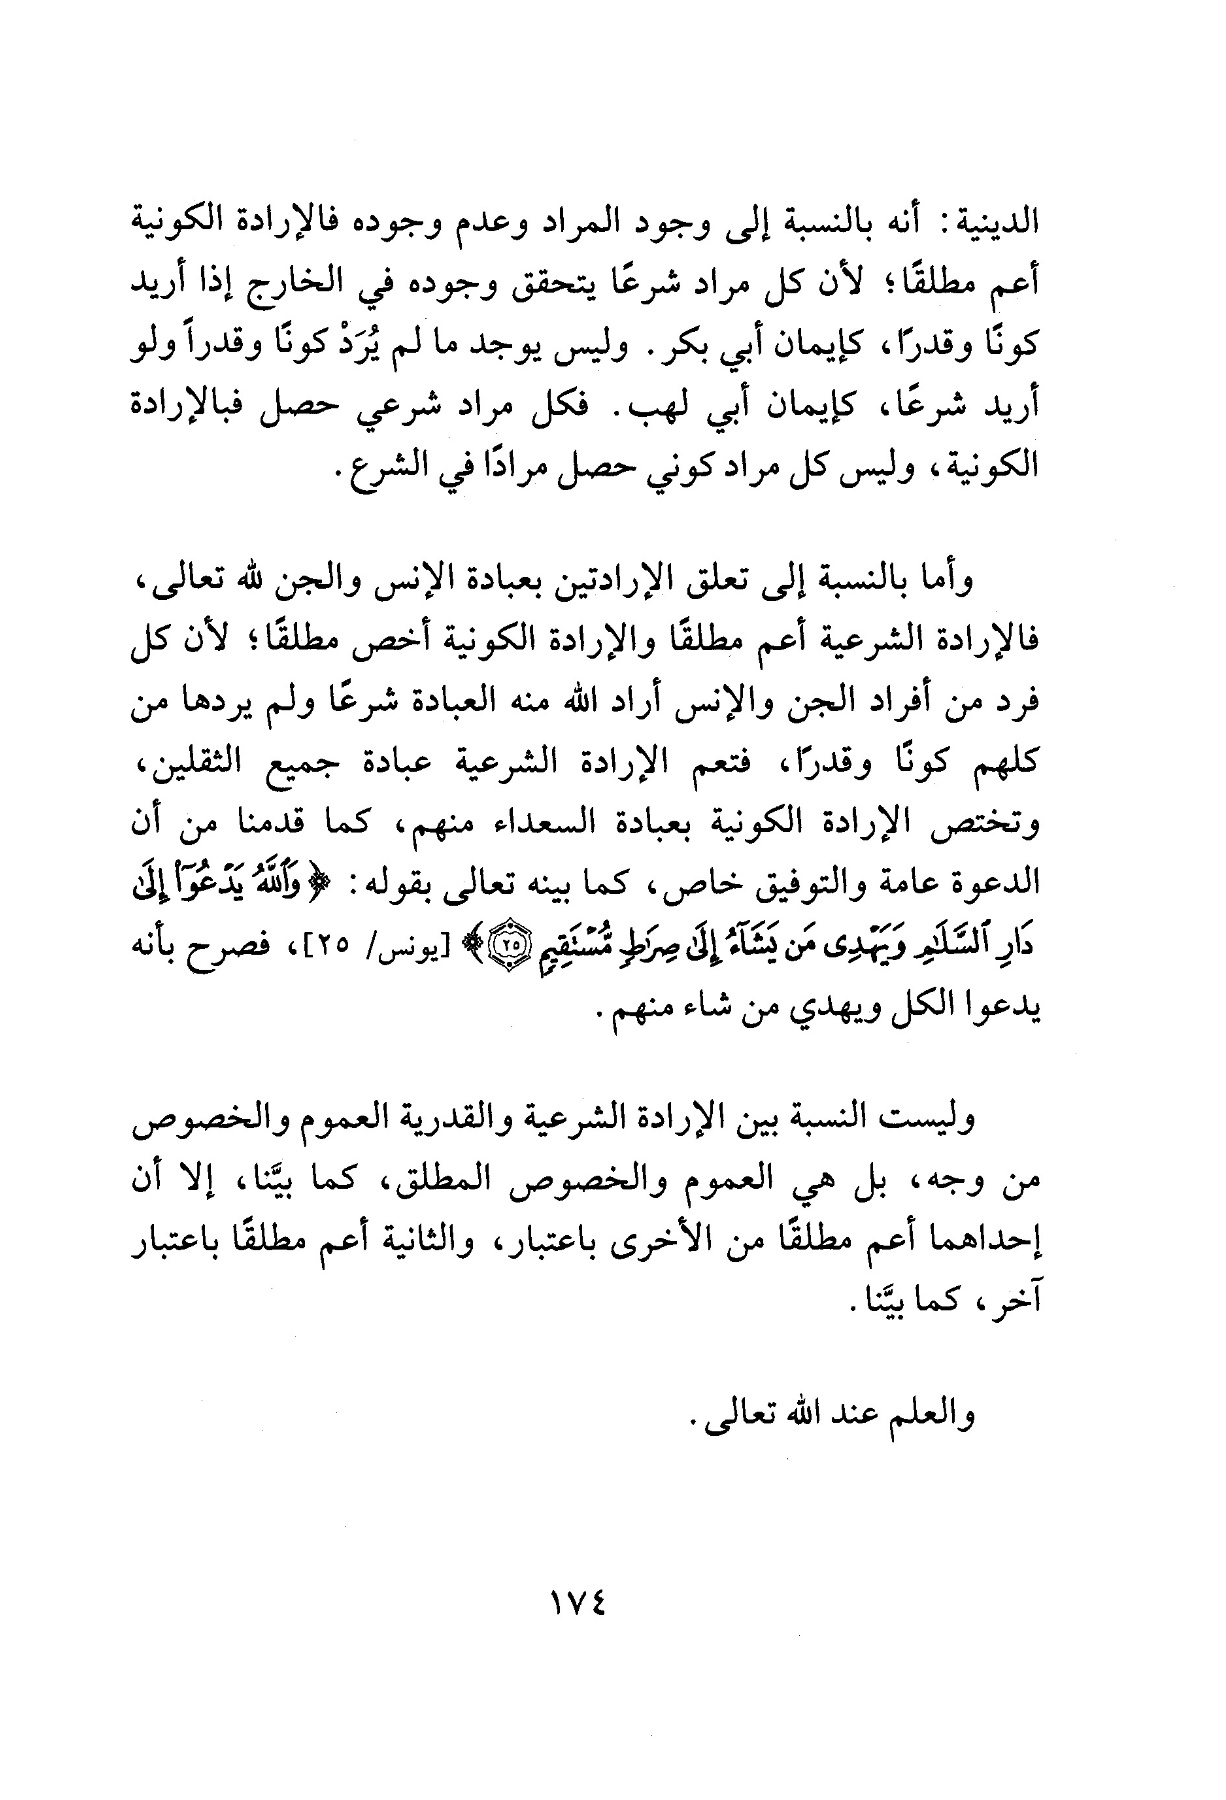 الدينية: أنه بالنسبة إلى وجود المراد وعدم وجوده فالإرادة الكونية
أعم مطلقًا؛ لأن كل مراد شرعًا يتحقق وجوده في الخارج إذا أريد
كونًا وقدرًا، كإيمان أبي بكر. وليس يوجد ما لم يُرَدْ كونًا وقدراً ولو
أريد شرعًا، كإيمان أبي لهب. فكل مراد شرعي حصل فبالإرادة
الكونية، وليس كل مراد كوني حصل مرادًا في الشرع.
وأما بالنسبة إلى تعلق الإرادتين بعبادة الإنس والجن لله تعالى،
فالإرادة الشرعية أعم مطلقًا والإرادة الكونية أخص مطلقًا؛ لأن كل
فرد من أفراد الجن والإنس أراد الله منه العبادة شرعًا ولم يردها من
كلهم كونًا وقدرًا، فتعم الإرادة الشرعية عبادة جميع الثقلين،
وتختص الإرادة الكونية بعبادة السعداء منهم، كما قدمنا من أن
الدعوة عامة والتوفيق خاص، كما بينه تعالى بقوله: ﴿وَٱللَّهُ يَدۡعُوٓاْ إِلَىٰ
دَارِ ٱلسَّلَٰمِ وَيَهۡدِى مَن يَشَآءُ إِلَىٰ صِرَٰطٖ مُّسۡتَقِيمٖ ٢٥﴾ [يونس/ ٢٥]، فصرح بأنه
يدعوا الكل ويهدي من شاء منهم.
وليست النسبة بين الإرادة الشرعية والقدرية العموم والخصوص
من وجه، بل هي العموم والخصوص المطلق، كما بيَّنا، إلا أن
إحداهما أعم مطلقًا من الأخرى باعتبار، والثانية أعم مطلقًا باعتبار
آخر، كما بيَّنا.
والعلم عند الله تعالى.
١٧٤